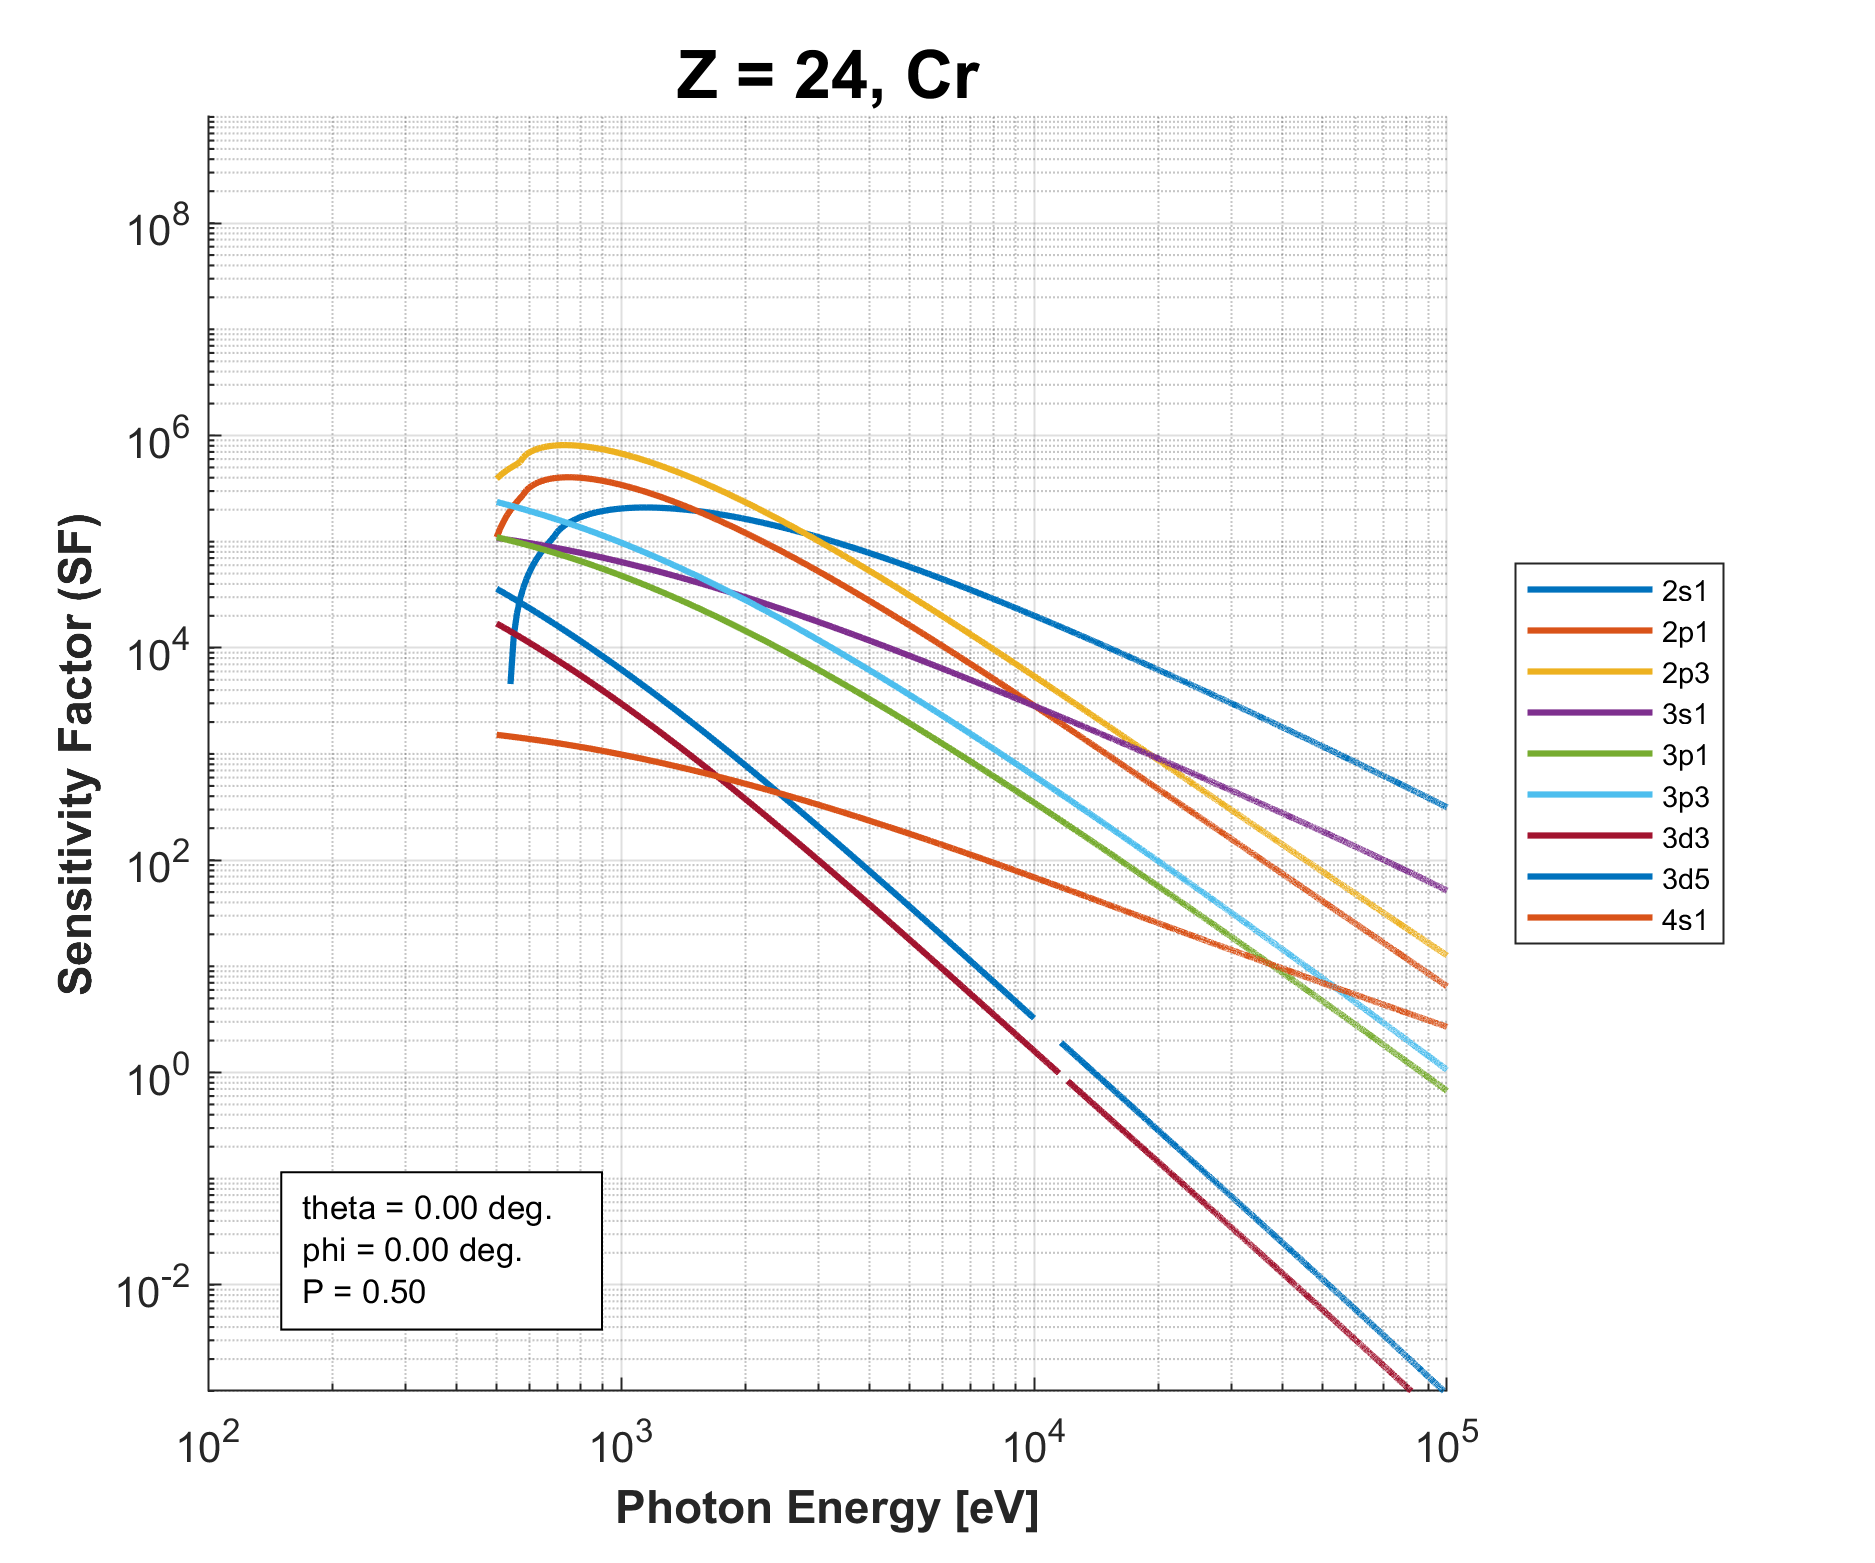 Z = 24, Cr
Sensitivity Factor (SF)
10^8
10^6
10^4
10^2
10^0
10^-2
10^2
10^3
10^4
10^5
Photon Energy [eV]
theta = 0.00 deg.
phi = 0.00 deg.
P = 0.50
2s1
2p1
2p3
3s1
3p1
3p3
3d3
3d5
4s1